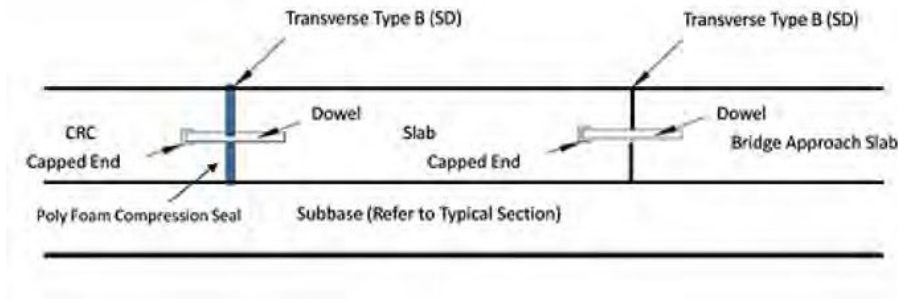 Transverse Type B (SD)
Transverse Type B (SD)
CRC
Dowel
Slab
Dowel
Capped End
Capped End
Bridge Approach Slab
Poly Foam Compression Seal
Subbase (Refer to Typical Section)